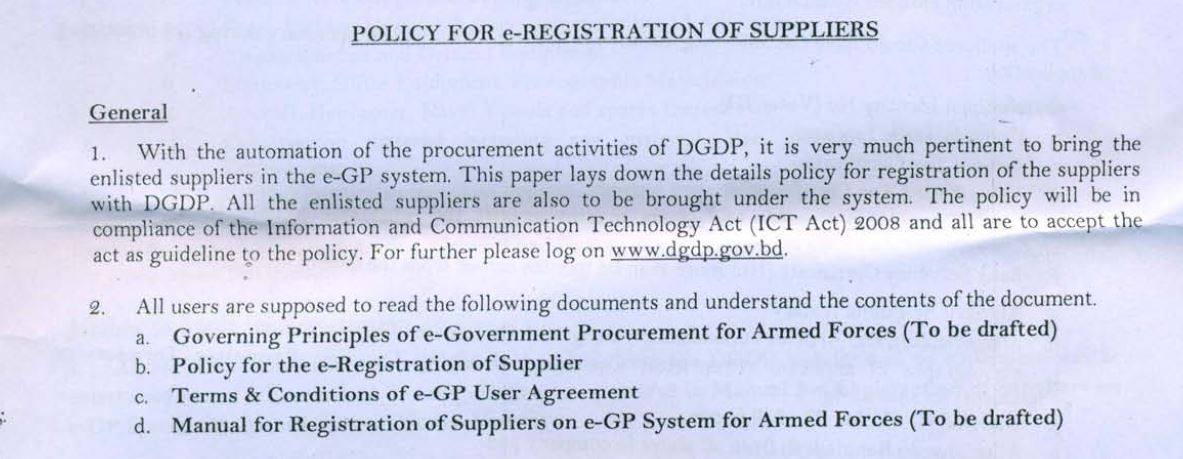 POLICY FOR e-REGISTRATION OF SUPPLIERS
General
1. With the automation of the procurement activities of DGDP, it is very much pertinent to bring the
enlisted suppliers in the e-GP system. This paper lays down the details policy for registration of the suppliers
with DGDP. All the enlisted suppliers are also to be brought under the system. The policy will be in
compliance of the Information and Communication Technology Act (ICT Act) 2008 and all are to accept the
act as guideline to the policy. For further please log on www.dgdp.gov.bd.
2. All users are supposed to read the following documents and understand the contents of the document.
a. Governing Principles of e-Government Procurement for Armed Forces (To be drafted)
b. Policy for the e-Registration of Supplier
c. Terms & Conditions of e-GP User Agreement
d. Manual for Registration of Suppliers on e-GP System for Armed Forces (To be drafted)